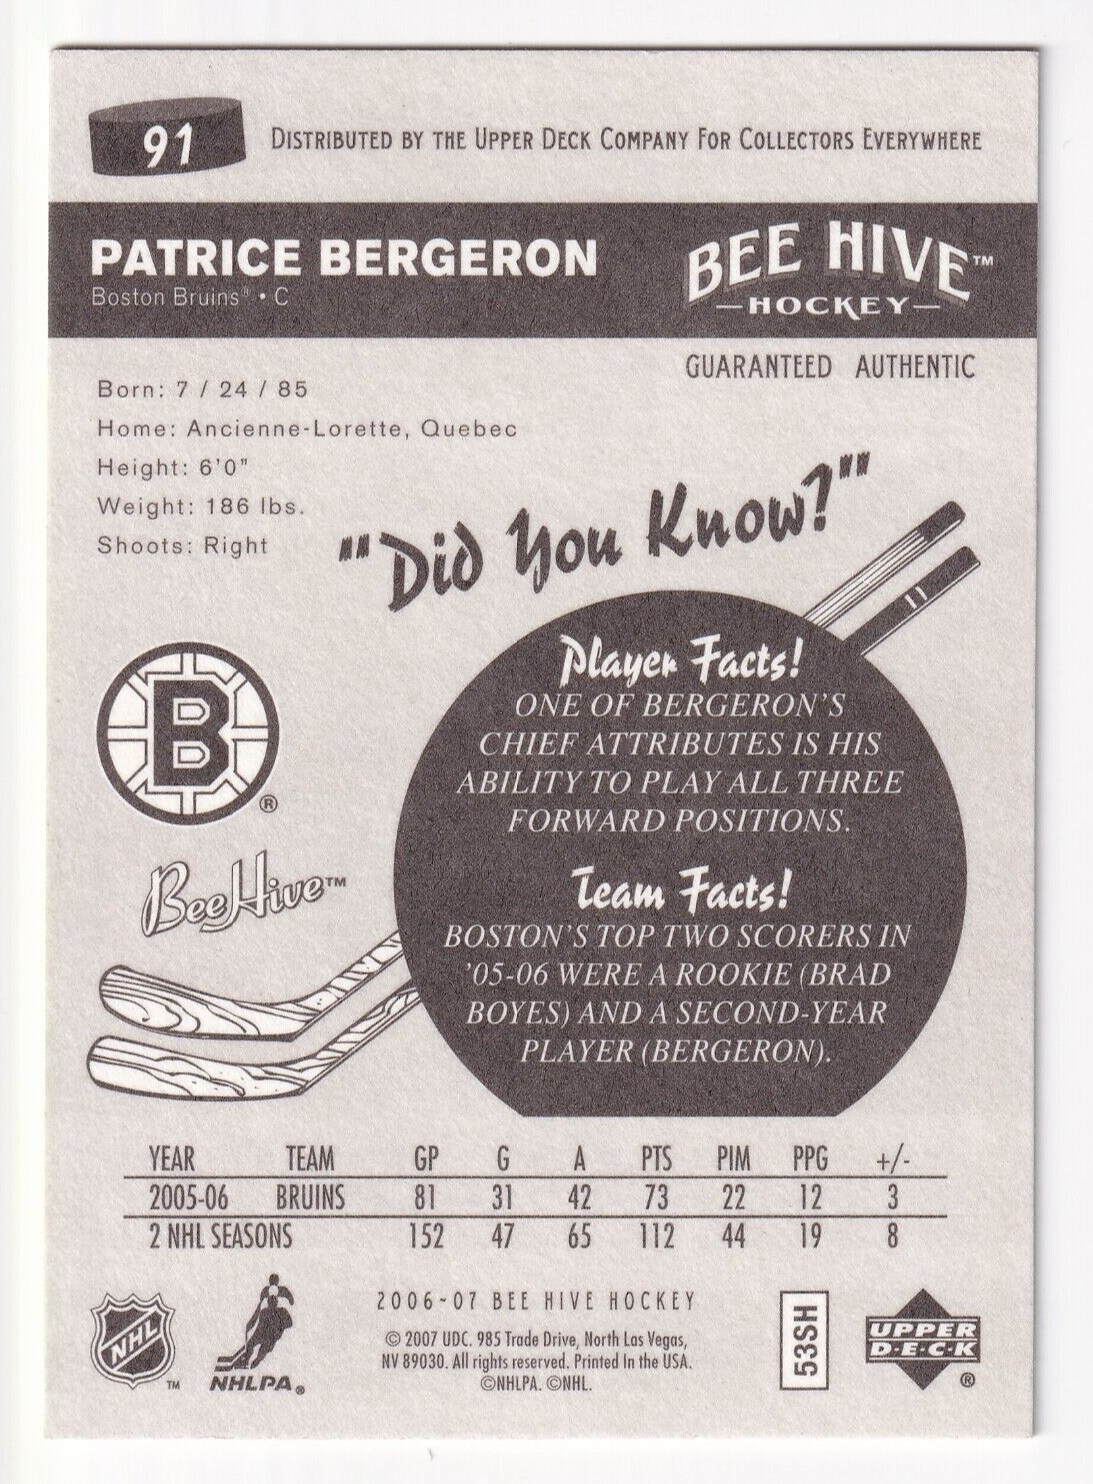 91
DISTRIBUTED BY THE UPPER DECK COMPANY FOR COLLECTORS EVERYWHERE
PATRICE BERGERON
Boston Bruins® • C
BEE HIVE™
HOCKEY
GUARANTEED AUTHENTIC
Born: 7 / 24 / 85
Home: Ancienne-Lorette, Quebec
Height: 6'0"
Weight: 186 lbs.
Shoots: Right
""Did You Know?""
Player Facts!
ONE OF BERGERON'S
CHIEF ATTRIBUTES IS HIS
ABILITY TO PLAY ALL THREE
FORWARD POSITIONS.
B
®
BeeHive™
Team Facts!
BOSTON'S TOP TWO SCORERS IN
'05-06 WERE A ROOKIE (BRAD
BOYES) AND A SECOND-YEAR
PLAYER (BERGERON).
YEAR TEAM GP G A PTS PIM PPG +/-
2005-06 BRUINS 81 31 42 73 22 12 3
2 NHL SEASONS 152 47 65 112 44 19 8
2006-07 BEE HIVE HOCKEY
© 2007 UDC. 985 Trade Drive, North Las Vegas,
NV 89030. All rights reserved. Printed In the USA.
©NHLPA. ©NHL.
NHL ™
NHLPA®
53SH
UPPER
D·E·C·K
®